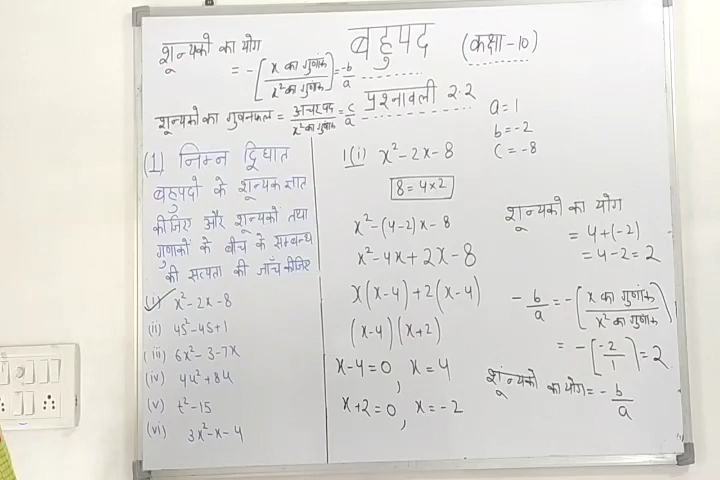 बहुपद (कक्षा-10)
शून्यको का योग
= -[x का गुणांक / x² का गुणांक] = -b/a
प्रश्नावली 2.2
शून्यको का गुणनफल = अचरपद / x² का गुणांक = c/a
(1) निम्न द्विघात
बहुपदो के शून्यक ज्ञात
कीजिए और शून्यकों तथा
गुणाकों के बीच के सम्बन्ध
की सत्यता की जाँच कीजिए
(i) x²-2x-8
(ii) 4s²-4s+1
(iii) 6x²-3-7x
(iv) 4u²+8u
(v) t²-15
(vi) 3x²-x-4
1(i) x²-2x-8
8=4×2
x²-(4-2)x-8
x²-4x+2x-8
x(x-4)+2(x-4)
(x-4)(x+2)
x-4=0, x=4
x+2=0, x=-2
a=1
b=-2
c=-8
शून्यको का योग
= 4+(-2)
= 4-2=2
-b/a = -[x का गुणांक / x² का गुणांक]
= -[-2/1] = 2
शून्यको का योग = -b/a